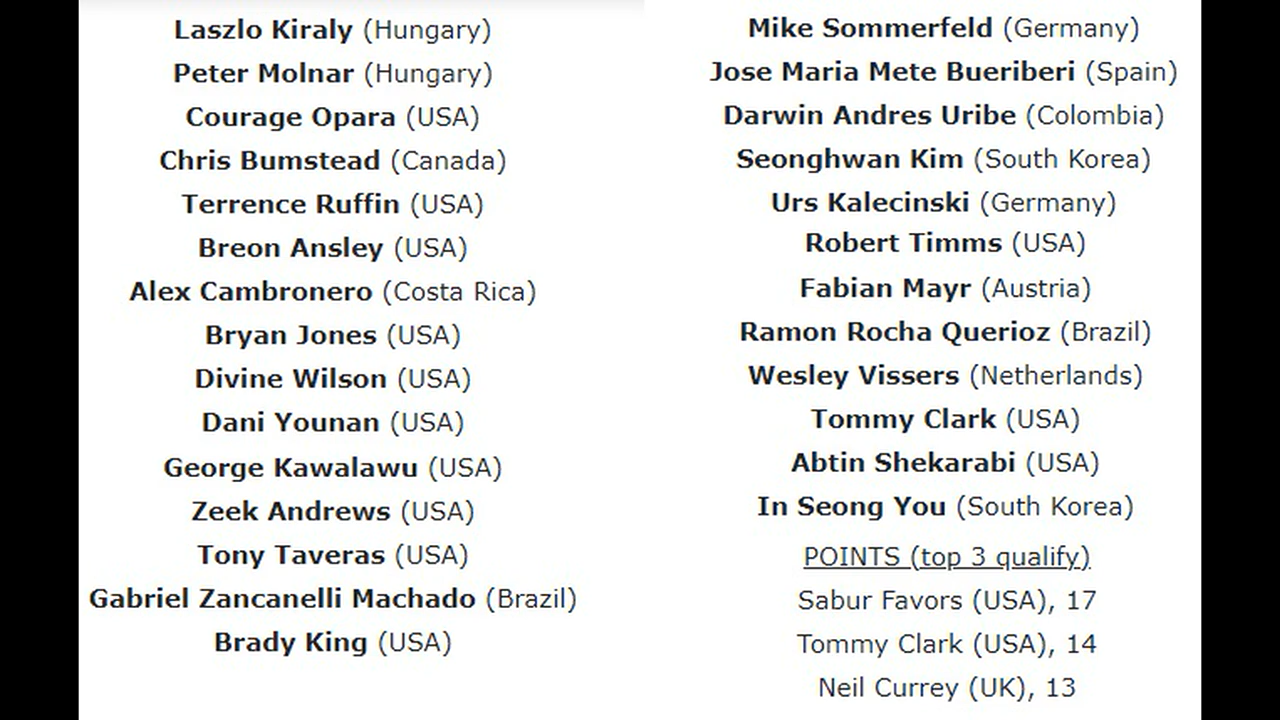 Laszlo Kiraly (Hungary)
Peter Molnar (Hungary)
Courage Opara (USA)
Chris Bumstead (Canada)
Terrence Ruffin (USA)
Breon Ansley (USA)
Alex Cambronero (Costa Rica)
Bryan Jones (USA)
Divine Wilson (USA)
Dani Younan (USA)
George Kawalawu (USA)
Zeek Andrews (USA)
Tony Taveras (USA)
Gabriel Zancanelli Machado (Brazil)
Brady King (USA)
Mike Sommerfeld (Germany)
Jose Maria Mete Bueriberi (Spain)
Darwin Andres Uribe (Colombia)
Seonghwan Kim (South Korea)
Urs Kalecinski (Germany)
Robert Timms (USA)
Fabian Mayr (Austria)
Ramon Rocha Querioz (Brazil)
Wesley Vissers (Netherlands)
Tommy Clark (USA)
Abtin Shekarabi (USA)
In Seong You (South Korea)
POINTS (top 3 qualify)
Sabur Favors (USA), 17
Tommy Clark (USA), 14
Neil Currey (UK), 13